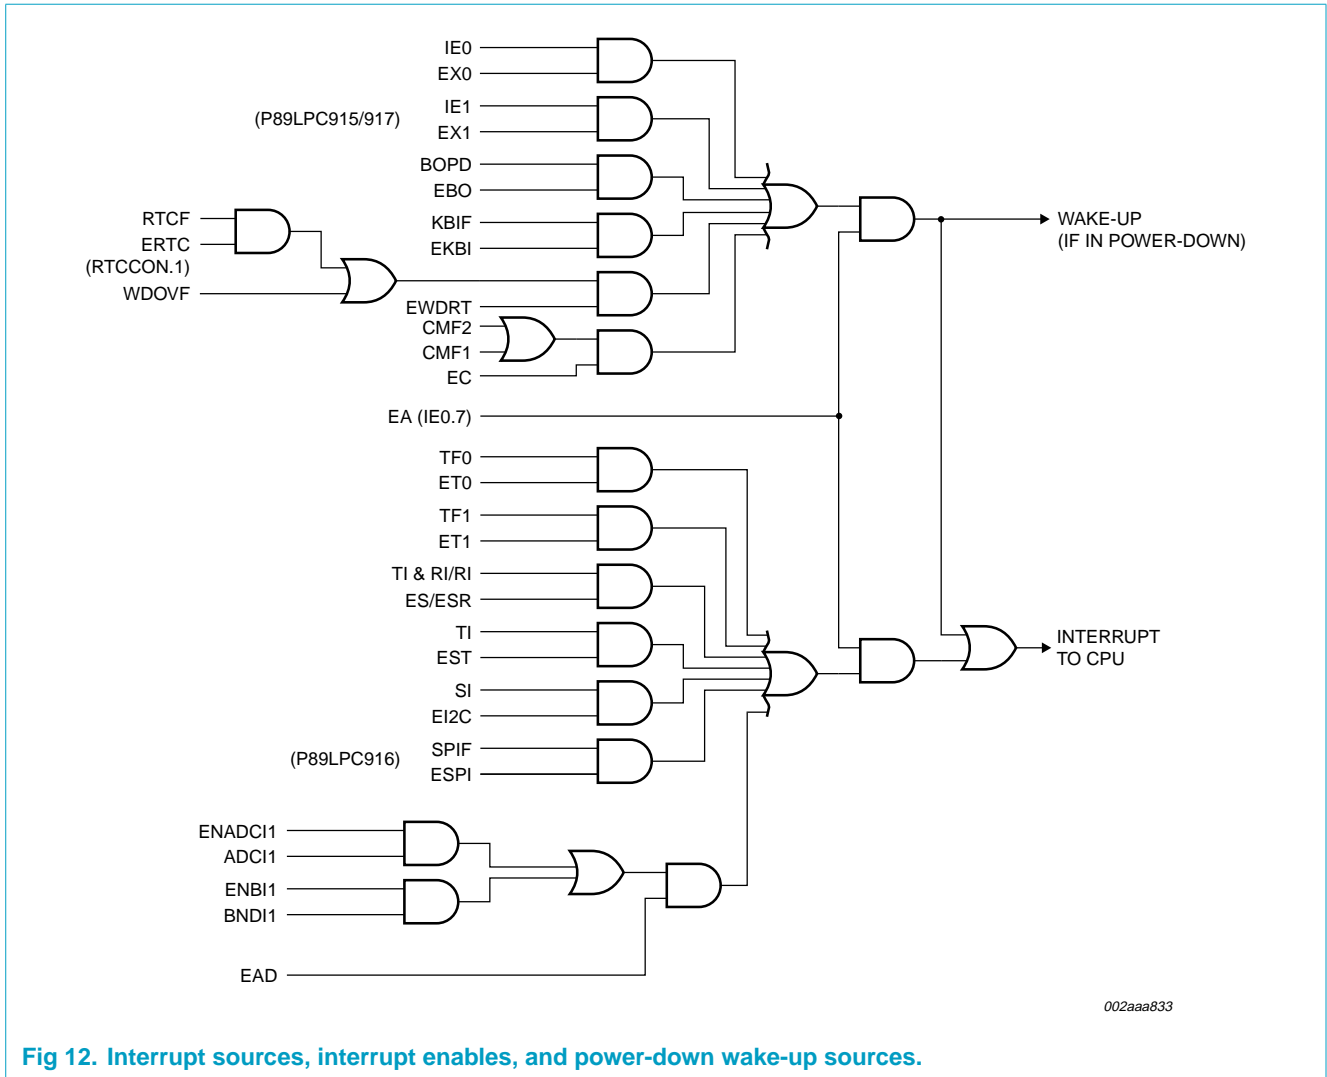 IE0
EX0
(P89LPC915/917)
IE1
EX1
BOPD
EBO
KBIF
EKBI
RTCF
ERTC
(RTCCON.1)
WDOVF
EWDRT
CMF2
CMF1
EC
WAKE-UP
(IF IN POWER-DOWN)
EA (IE0.7)
TF0
ET0
TF1
ET1
TI & RI/RI
ES/ESR
TI
EST
SI
EI2C
(P89LPC916)
SPIF
ESPI
INTERRUPT
TO CPU
ENADCI1
ADCI1
ENBI1
BNDI1
EAD
002aaa833
Fig 12. Interrupt sources, interrupt enables, and power-down wake-up sources.